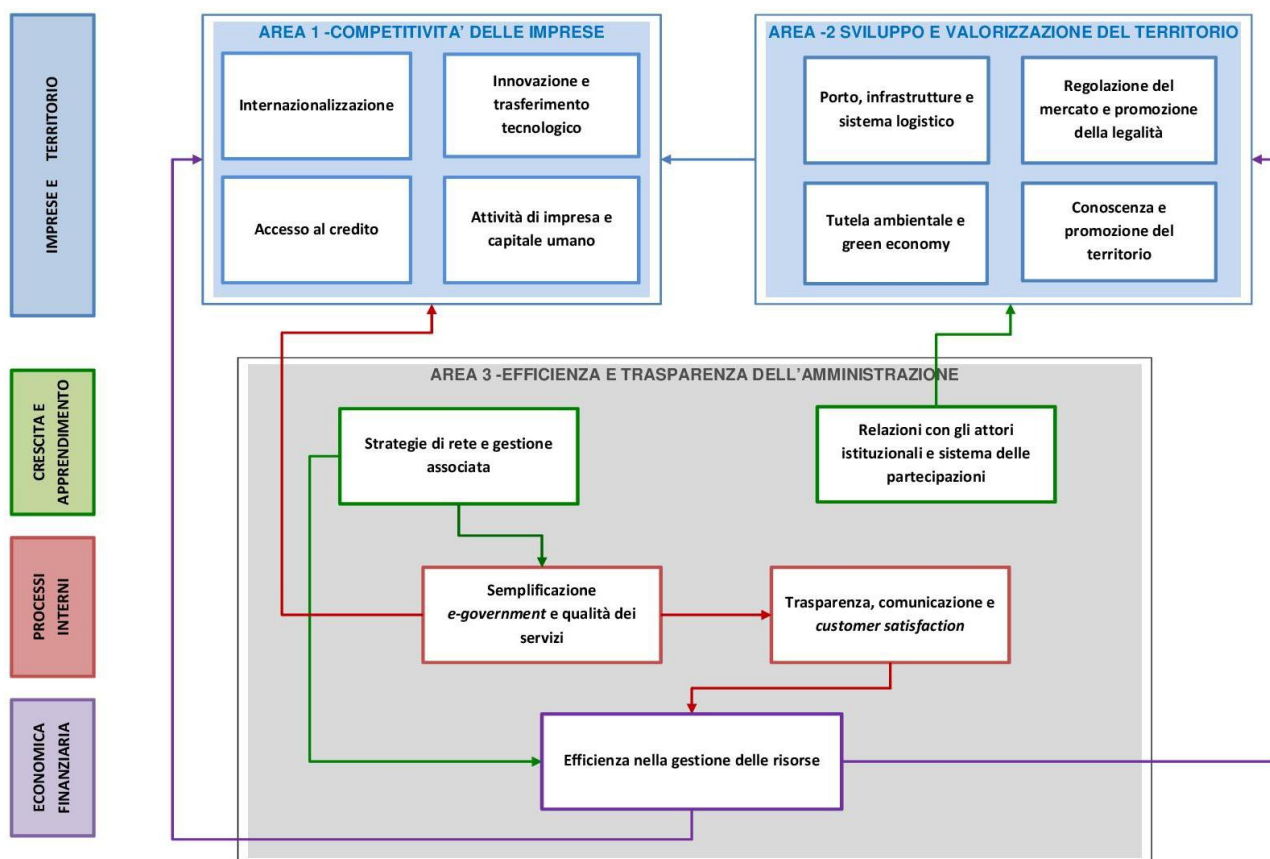 AREA 1 -COMPETITIVITA' DELLE IMPRESE
AREA -2 SVILUPPO E VALORIZZAZIONE DEL TERRITORIO
IMPRESE E TERRITORIO
Internazionalizzazione
Innovazione e
trasferimento
tecnologico
Porto, infrastrutture e
sistema logistico
Regolazione del
mercato e promozione
della legalità
Accesso al credito
Attività di impresa e
capitale umano
Tutela ambientale e
green economy
Conoscenza e
promozione del
territorio
AREA 3 -EFFICIENZA E TRASPARENZA DELL'AMMINISTRAZIONE
CRESCITA E
APPRENDIMENTO
Strategie di rete e gestione
associata
Relazioni con gli attori
istituzionali e sistema delle
partecipazioni
PROCESSI
INTERNI
Semplificazione
e-government e qualità dei
servizi
Trasparenza, comunicazione e
customer satisfaction
ECONOMICA
FINANZIARIA
Efficienza nella gestione delle risorse